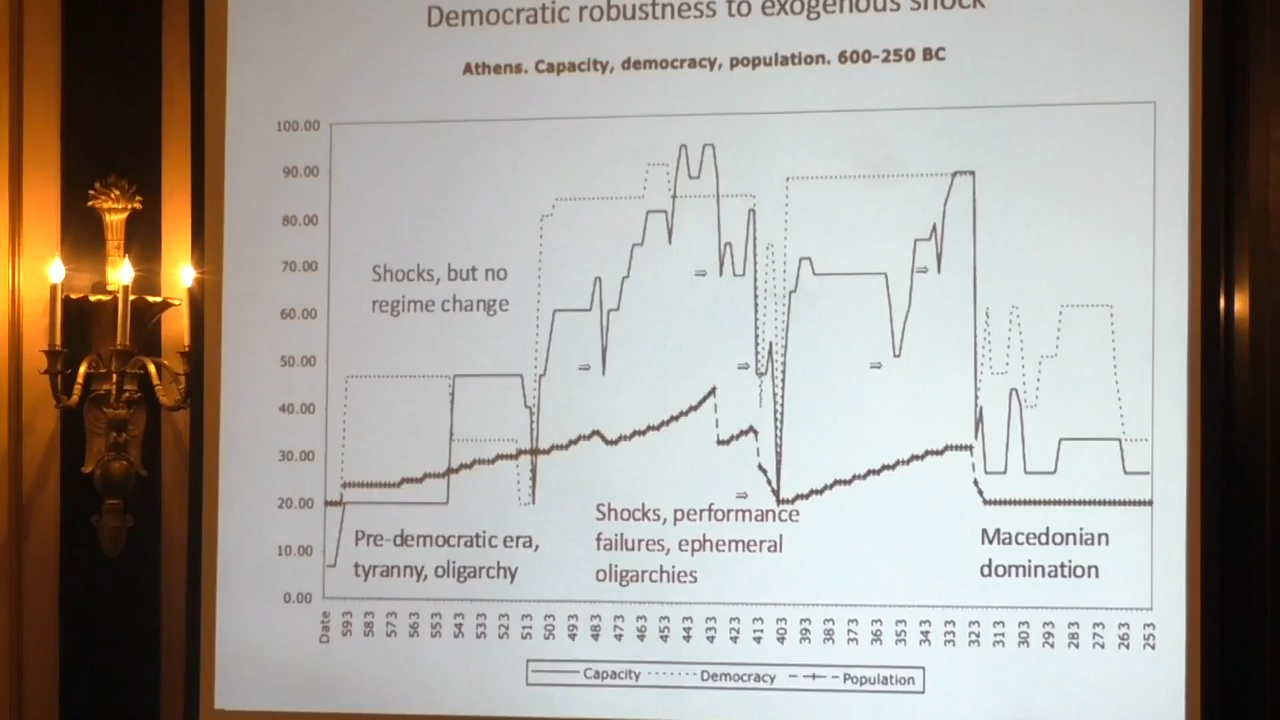 Democratic robustness to exogenous shock
Athens. Capacity, democracy, population. 600-250 BC
100.00
90.00
80.00
70.00
60.00
50.00
40.00
30.00
20.00
10.00
0.00
Shocks, but no
regime change
Pre-democratic era,
tyranny, oligarchy
Shocks, performance
failures, ephemeral
oligarchies
Macedonian
domination
Date 593 583 573 563 553 543 533 523 513 503 493 483 473 463 453 443 433 423 413 403 393 383 373 363 353 343 333 323 313 303 293 283 273 263 253
Capacity Democracy Population